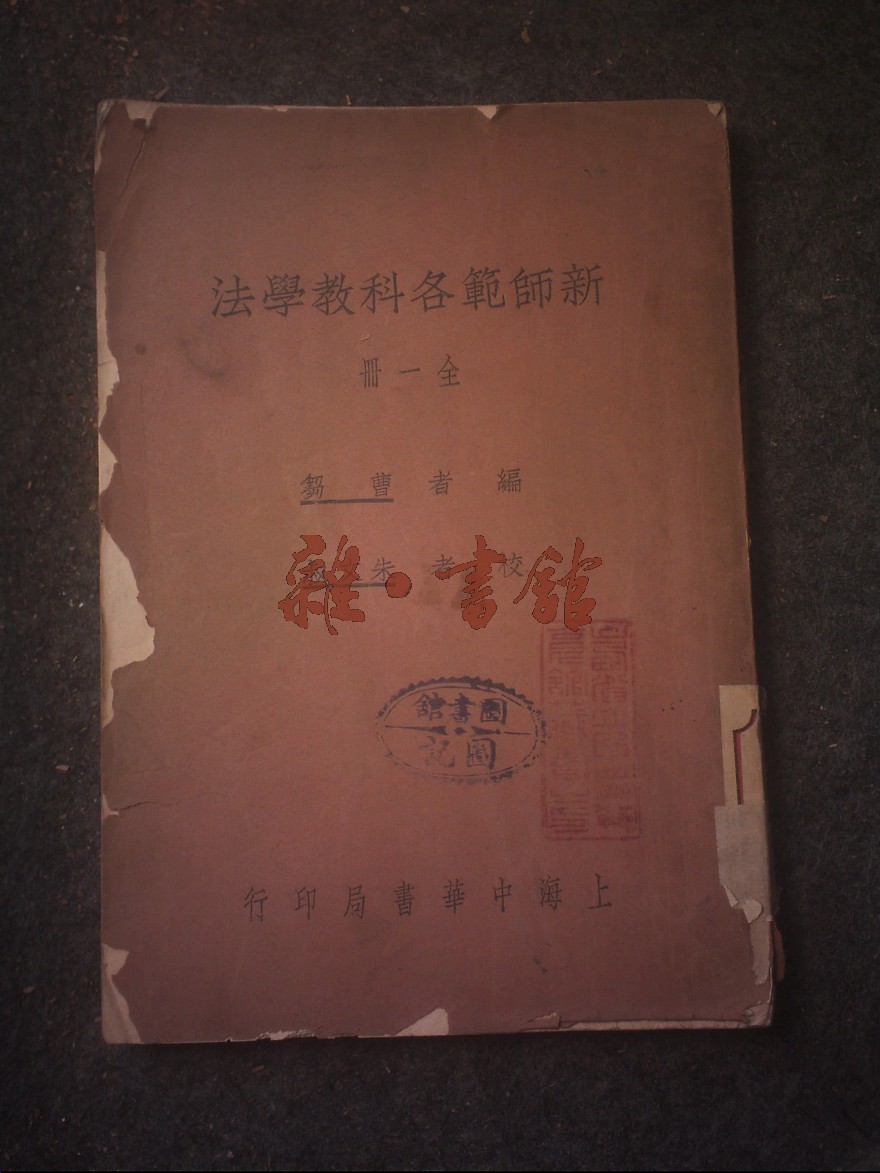 新師範各科教學法
全一冊
編者 曹芻
校者 朱
雜·書館
圖書館
圖記
上海中華書局印行